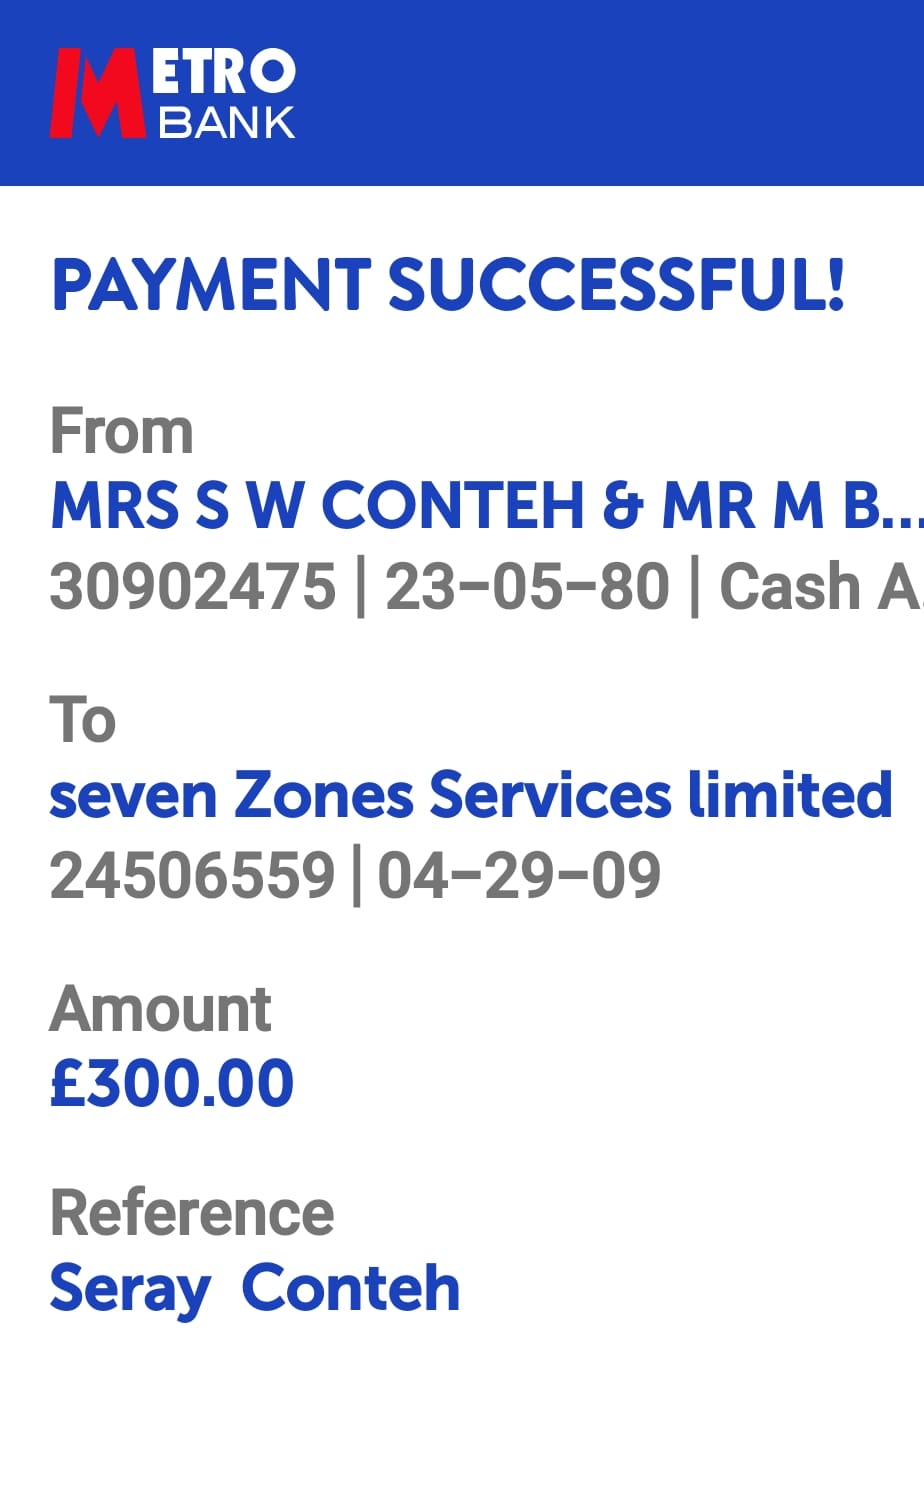 METRO
BANK
PAYMENT SUCCESSFUL!
From
MRS S W CONTEH & MR M B...
30902475 | 23-05-80 | Cash A.
To
seven Zones Services limited
24506559 | 04-29-09
Amount
£300.00
Reference
Seray Conteh